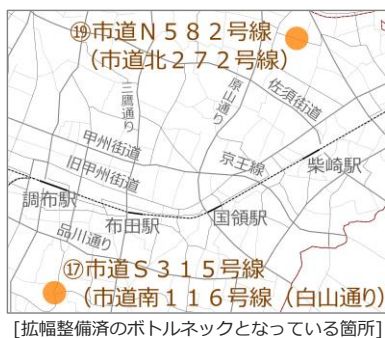 ⑲市道N582号線
(市道北272号線)
三鷹通り
原山通り
佐須街道
甲州街道
旧甲州街道
京王線
柴崎駅
調布駅
布田駅
国領駅
品川通り
⑰市道S315号線
(市道南116号線(白山通り)
[拡幅整備済のボトルネックとなっている箇所]